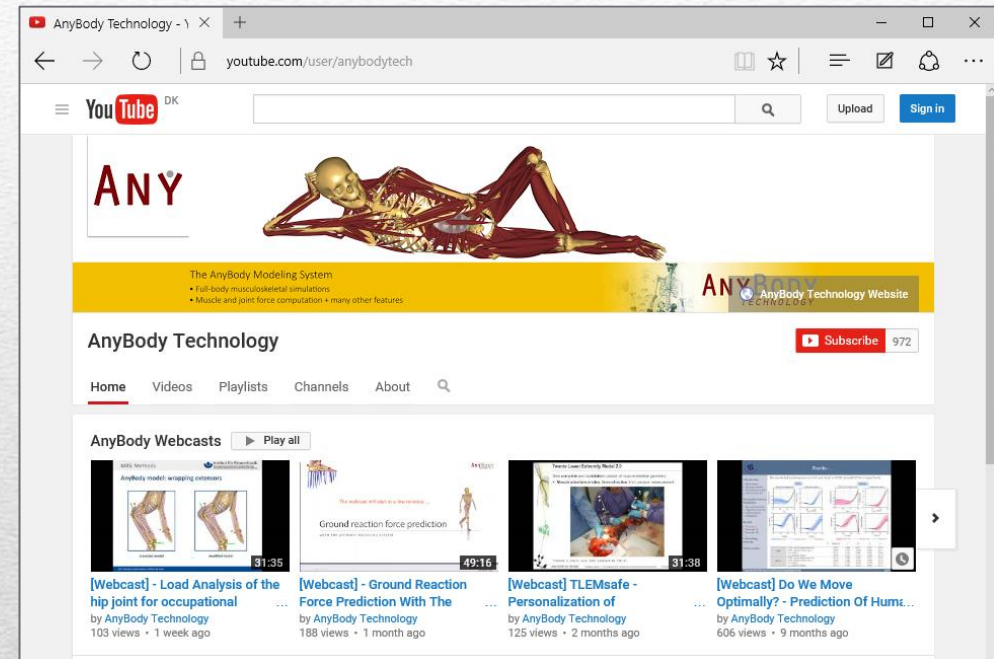 AnyBody Technology - Y
youtube.com/user/anybodytech
You Tube DK
Upload
Sign in
ANY
The AnyBody Modeling System
• Full-body musculoskeletal simulations
• Muscle and joint force computation + many other features
ANYBODY
TECHNOLOGY
AnyBody Technology Website
AnyBody Technology
Subscribe 972
Home Videos Playlists Channels About
AnyBody Webcasts Play all
AnyBody model: wrapping extensors
31:35
Ground reaction force prediction
49:16
Twente Lower Extremity Model 2.0
31:38
[Webcast] - Load Analysis of the
hip joint for occupational ...
by AnyBody Technology
103 views • 1 week ago
[Webcast] - Ground Reaction
Force Prediction With The ...
by AnyBody Technology
188 views • 1 month ago
[Webcast] TLEMsafe -
Personalization of ...
by AnyBody Technology
125 views • 2 months ago
[Webcast] Do We Move
Optimally? - Prediction Of Huma...
by AnyBody Technology
606 views • 9 months ago